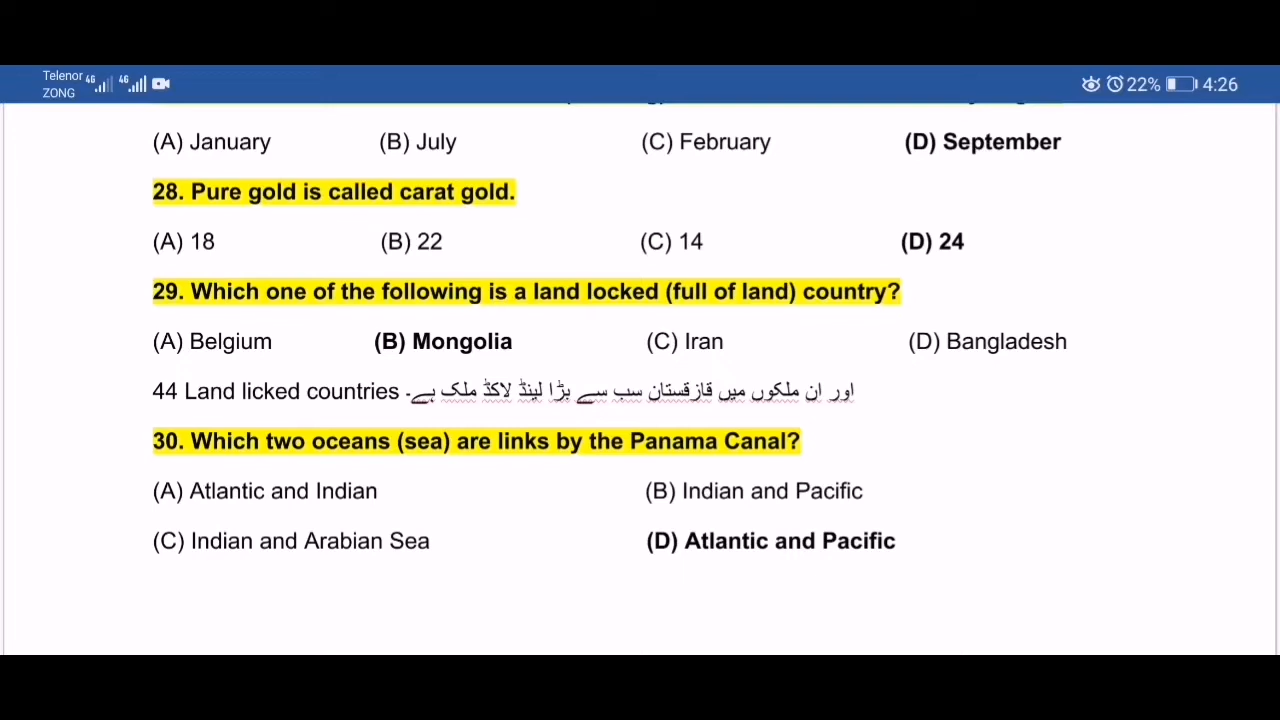 Telenor 4G 4G
ZONG
22% 4:26
(A) January (B) July (C) February (D) September
28. Pure gold is called carat gold.
(A) 18 (B) 22 (C) 14 (D) 24
29. Which one of the following is a land locked (full of land) country?
(A) Belgium (B) Mongolia (C) Iran (D) Bangladesh
44 Land licked countries اور ان ملکوں میں قازقستان سب سے بڑا لینڈ لاکڈ ملک ہے۔
30. Which two oceans (sea) are links by the Panama Canal?
(A) Atlantic and Indian (B) Indian and Pacific
(C) Indian and Arabian Sea (D) Atlantic and Pacific